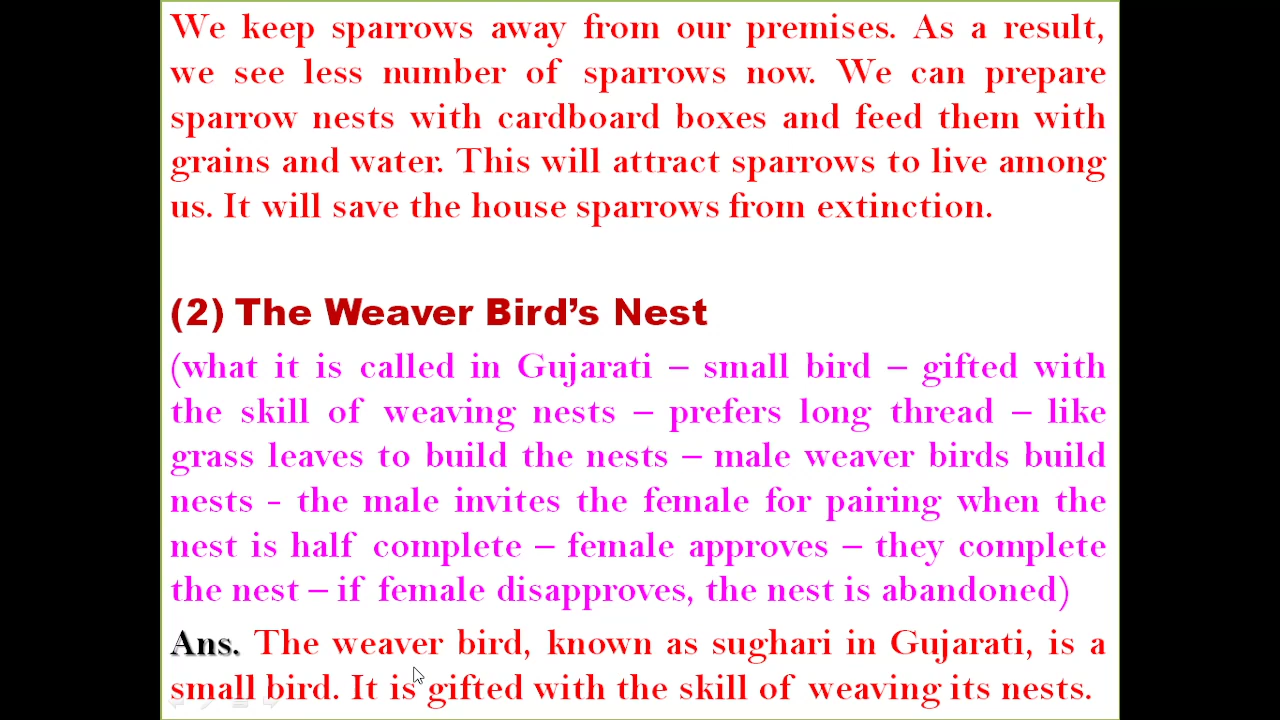 We keep sparrows away from our premises. As a result,
we see less number of sparrows now. We can prepare
sparrow nests with cardboard boxes and feed them with
grains and water. This will attract sparrows to live among
us. It will save the house sparrows from extinction.
(2) The Weaver Bird’s Nest
(what it is called in Gujarati – small bird – gifted with
the skill of weaving nests – prefers long thread – like
grass leaves to build the nests – male weaver birds build
nests - the male invites the female for pairing when the
nest is half complete – female approves – they complete
the nest – if female disapproves, the nest is abandoned)
Ans. The weaver bird, known as sughari in Gujarati, is a
small bird. It is gifted with the skill of weaving its nests.